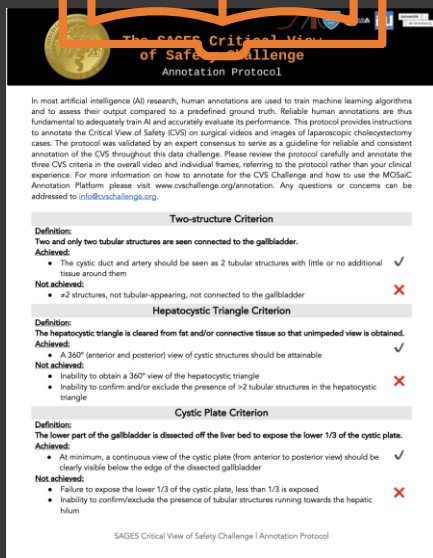 The SAGES Critical View
of Safety Challenge
Annotation Protocol
In most artificial intelligence (AI) research, human annotations are used to train machine learning algorithms
and to assess their output compared to a predefined ground truth. Reliable human annotations are thus
fundamental to adequately train AI and accurately evaluate its performance. This protocol provides instructions
to annotate the Critical View of Safety (CVS) on surgical videos and images of laparoscopic cholecystectomy
cases. The protocol was validated by an expert consensus to serve as a guideline for reliable and consistent
annotation of the CVS throughout this data challenge. Please review the protocol carefully and annotate the
three CVS criteria in the overall video and individual frames, referring to the protocol rather than your clinical
experience. For more information on how to annotate for the CVS Challenge and how to use the MOSaiC
Annotation Platform please visit www.cvschallenge.org/annotation. Any questions or concerns can be
addressed to info@cvschallenge.org.
Two-structure Criterion
Definition:
Two and only two tubular structures are seen connected to the gallbladder.
Achieved:
• The cystic duct and artery should be seen as 2 tubular structures with little or no additional
tissue around them
Not achieved:
• ≠2 structures, not tubular-appearing, not connected to the gallbladder
Hepatocystic Triangle Criterion
Definition:
The hepatocystic triangle is cleared from fat and/or connective tissue so that unimpeded view is obtained.
Achieved:
• A 360º (anterior and posterior) view of cystic structures should be attainable
Not achieved:
• Inability to obtain a 360º view of the hepatocystic triangle
• Inability to confirm and/or exclude the presence of >2 tubular structures in the hepatocystic
triangle
Cystic Plate Criterion
Definition:
The lower part of the gallbladder is dissected off the liver bed to expose the lower 1/3 of the cystic plate.
Achieved:
• At minimum, a continuous view of the cystic plate (from anterior to posterior view) should be
clearly visible below the edge of the dissected gallbladder
Not achieved:
• Failure to expose the lower 1/3 of the cystic plate, less than 1/3 is exposed
• Inability to confirm/exclude the presence of tubular structures running towards the hepatic
hilum
SAGES Critical View of Safety Challenge | Annotation Protocol